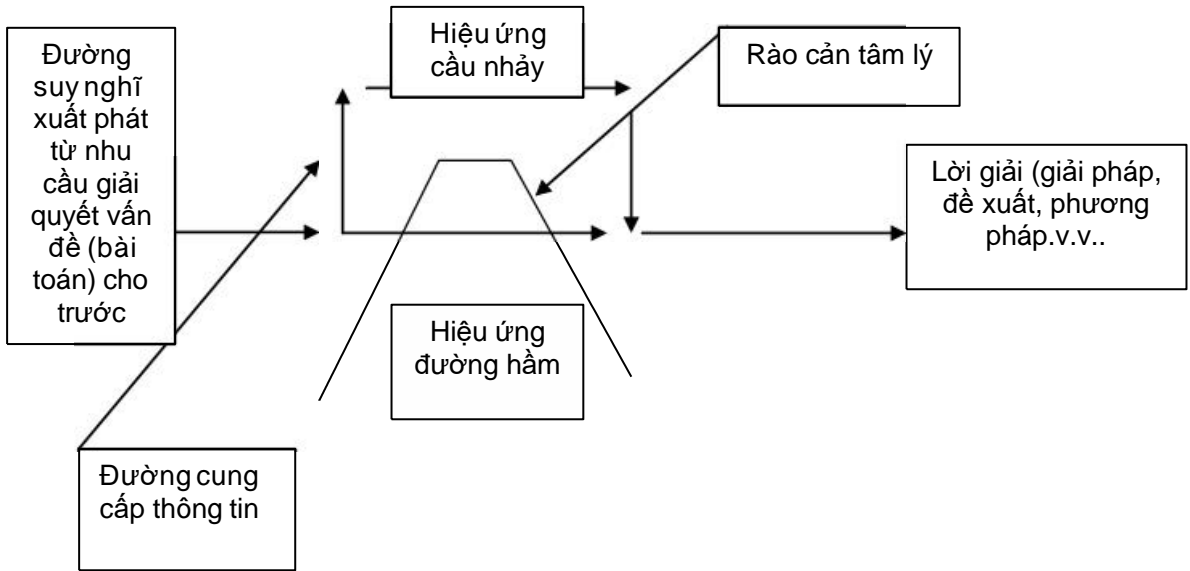 Đường
suy nghĩ
xuất phát
từ nhu
cầu giải
quyết vấn
đề (bài
toán) cho
trước
Hiệu ứng
cầu nhảy
Rào cản tâm lý
Lời giải (giải pháp,
đề xuất, phương
pháp.v.v..
Hiệu ứng
đường hầm
Đường cung
cấp thông tin